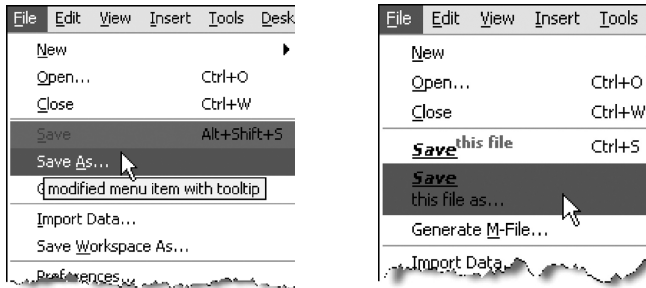 File Edit View Insert Tools Desk
New
Open... Ctrl+O
Close Ctrl+W
Save Alt+Shift+S
Save As...
modified menu item with tooltip
Import Data...
Save Workspace As...
Preferences...
File Edit View Insert Tools
New
Open... Ctrl+O
Close Ctrl+W
Save this file Ctrl+S
Save
this file as...
Generate M-File...
Import Data